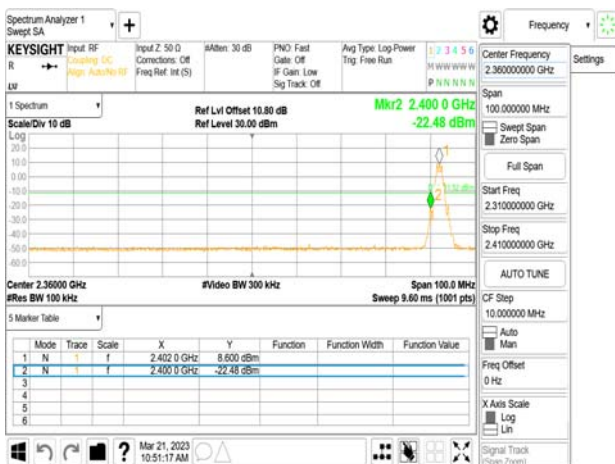 Spectrum Analyzer 1
Swept SA
Frequency
KEYSIGHT
R
Input: RF
Coupling: DC
Align: Auto/No RF
Input Z: 50 Ω
Corrections: Off
Freq Ref: Int (S)
#Atten: 30 dB
PNO: Fast
Gate: Off
IF Gain: Low
Sig Track: Off
Avg Type: Log-Power
Trig: Free Run
1 2 3 4 5 6
M W W W W W
P N N N N N
1 Spectrum
Scale/Div 10 dB
Ref Lvl Offset 10.80 dB
Ref Level 30.00 dBm
Mkr2 2.400 0 GHz
-22.48 dBm
Log
20.0
10.0
0.00
-10.0
-20.0
-30.0
-40.0
-50.0
-60.0
1
2
Center 2.36000 GHz
#Res BW 100 kHz
#Video BW 300 kHz
Span 100.0 MHz
Sweep 9.60 ms (1001 pts)
5 Marker Table
Mode Trace Scale X Y Function Function Width Function Value
1 N 1 f 2.402 0 GHz 8.600 dBm
2 N 1 f 2.400 0 GHz -22.48 dBm
3
4
5
6
Mar 21, 2023
10:51:17 AM
Center Frequency
2.360000000 GHz
Settings
Span
100.000000 MHz
Swept Span
Zero Span
Full Span
Start Freq
2.310000000 GHz
Stop Freq
2.410000000 GHz
AUTO TUNE
CF Step
10.000000 MHz
Auto
Man
Freq Offset
0 Hz
X Axis Scale
Log
Lin
Signal Track
(Span Zoom)